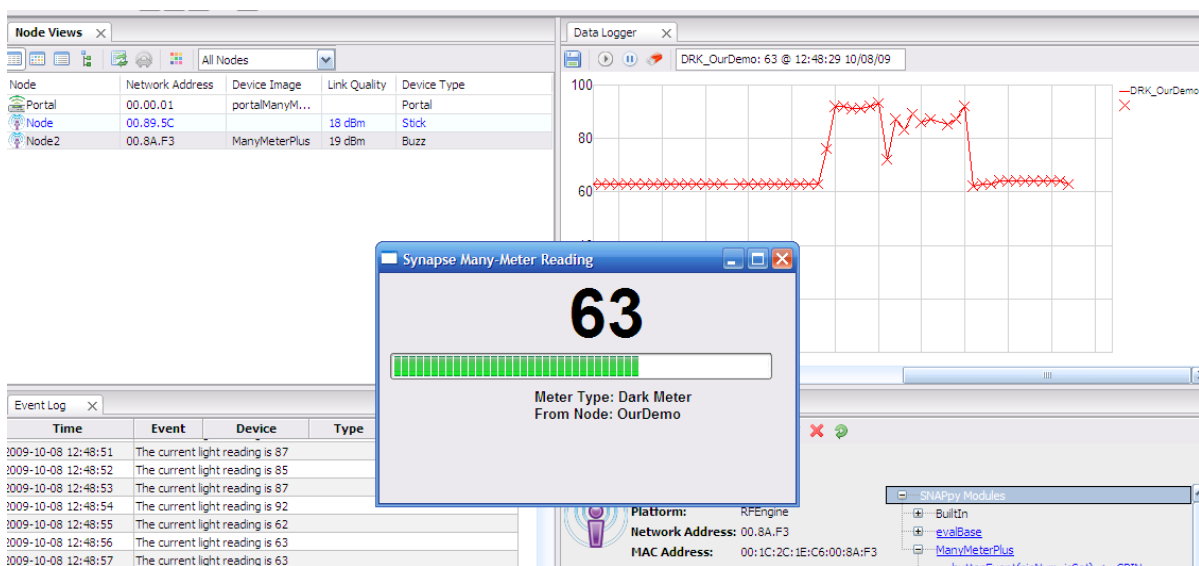 Node Views
Data Logger
All Nodes
DRK_OurDemo: 63 @ 12:48:29 10/08/09
Node Network Address Device Image Link Quality Device Type
Portal 00.00.01 portalManyM... Portal
Node 00.89.5C 18 dBm Stick
Node2 00.8A.F3 ManyMeterPlus 19 dBm Buzz
100
80
60
DRK_OurDemo
Synapse Many-Meter Reading
63
Meter Type: Dark Meter
From Node: OurDemo
Event Log
Time Event Device Type
2009-10-08 12:48:51 The current light reading is 87
2009-10-08 12:48:52 The current light reading is 85
2009-10-08 12:48:53 The current light reading is 87
2009-10-08 12:48:54 The current light reading is 92
2009-10-08 12:48:55 The current light reading is 62
2009-10-08 12:48:56 The current light reading is 63
2009-10-08 12:48:57 The current light reading is 63
Platform: RFEngine
Network Address: 00.8A.F3
MAC Address: 00:1C:2C:1E:C6:00:8A:F3
SNAPpy Modules
BuiltIn
evalBase
ManyMeterPlus